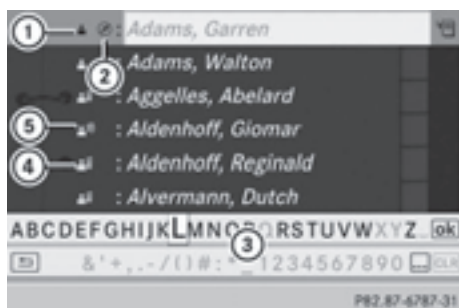 1 : Adams, Garren
2 : Adams, Walton
: Aggelles, Abelard
5 : Aldenhoff, Giomar
4 : Aldenhoff, Reginald
: Alvermann, Dutch
ABCDEFGHIJKLMNOPQRSTUVWXYZ_ ok
3
&'+,.-/()#:*_1234567890 CLR
P82.87-6787-31